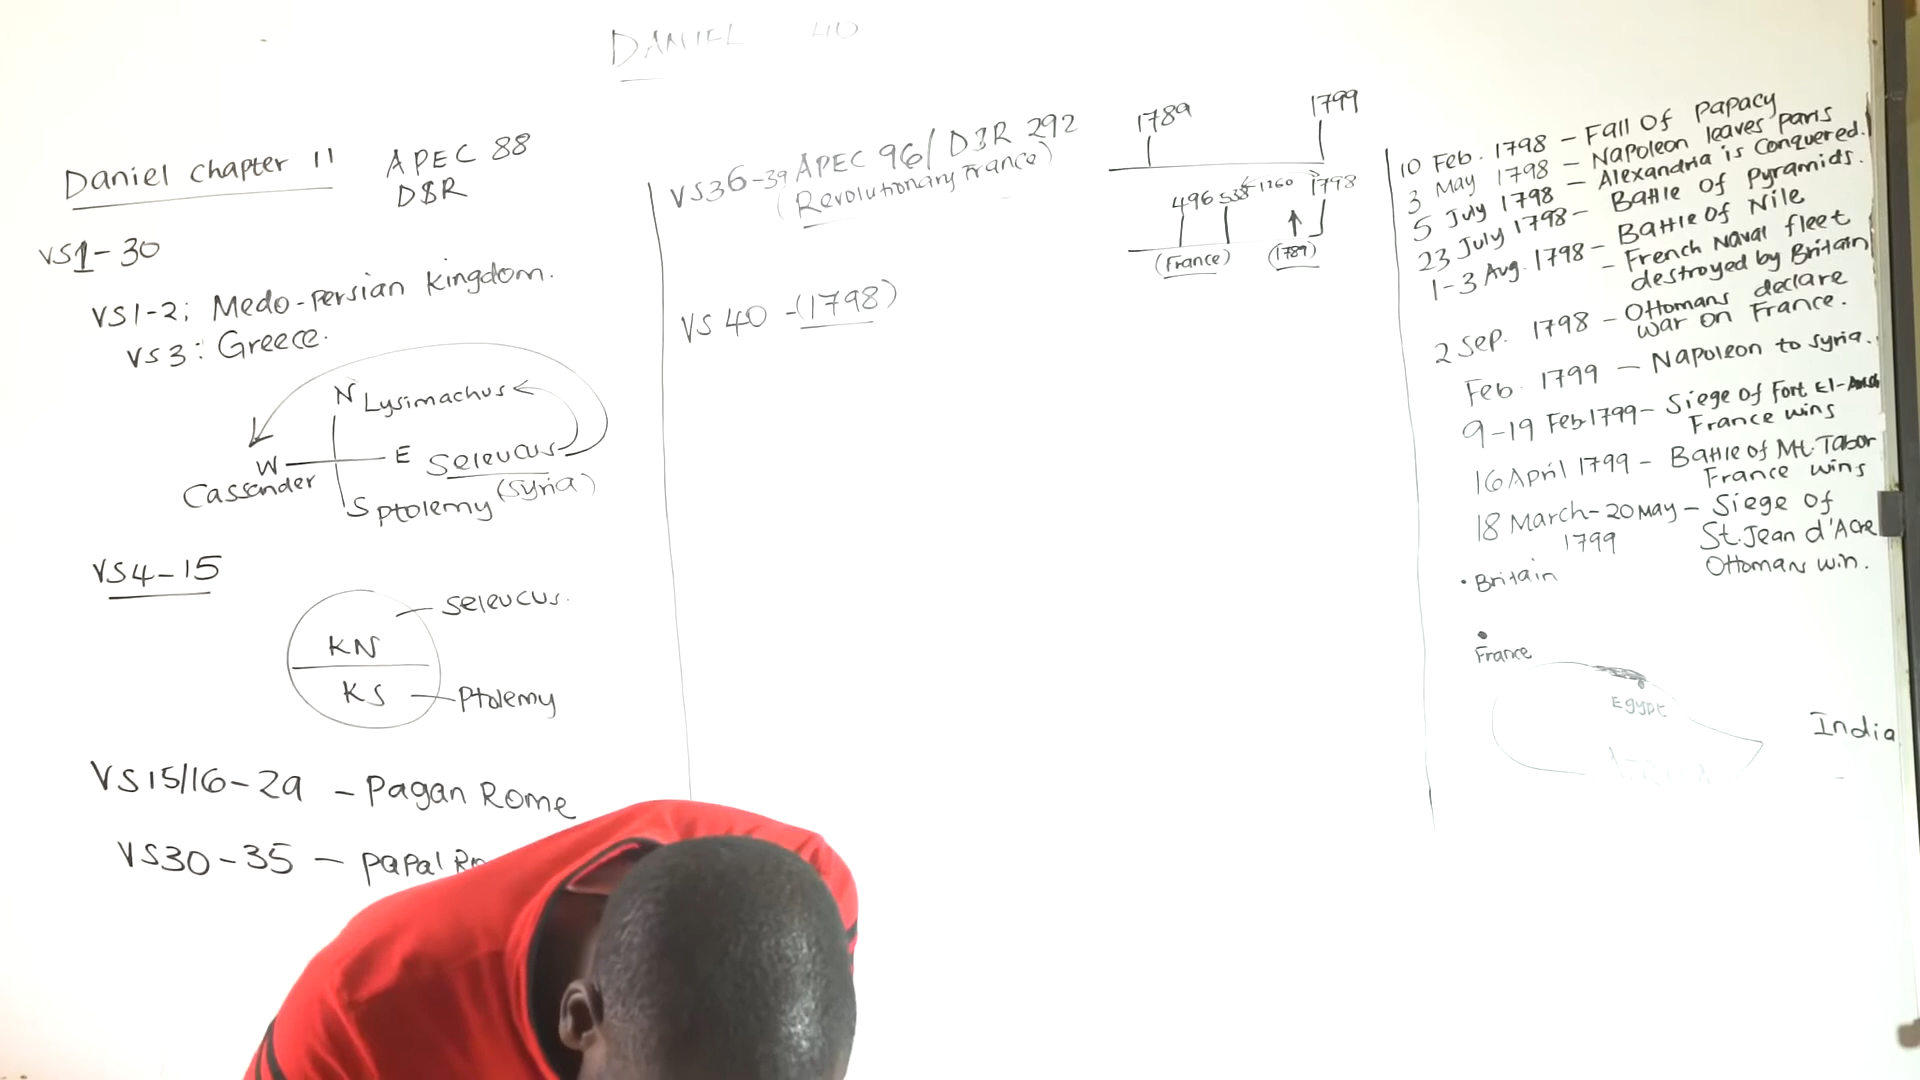 DANIEL 40
Daniel chapter 11
APEC 88
D&R
VS1-30
VS1-2; Medo-persian kingdom.
VS3: Greece.
N Lysimachus
W
E Seleucus
Cassander
(Syria)
S Ptolemy
VS4-15
Seleucus.
KN
KS
Ptolemy
VS15/16-29 - Pagan Rome
VS30-35 - papal
VS36-39 APEC 96/ D&R 292
(Revolutionary France)
VS 40 -(1798)
1789
1799
496 538 1260 1798
(France)
(1789)
10 Feb. 1798 - Fall Of Papacy
3 May 1798 - Napoleon leaves paris
5 July 1798 - Alexandria is conquered.
23 July 1798 - Battle Of Pyramids.
1-3 Aug. 1798 - Battle Of Nile
- French Naval fleet
destroyed by Britain
2 Sep. 1798 - Ottomans declare
war on France.
Feb. 1799 - Napoleon to Syria.
9-19 Feb 1799 - Siege of Fort El-
France wins
16 April 1799 - Battle of Mt. Tabor
France wins
18 March - 20 May - Siege Of
1799
St. Jean d'Acre
Ottomans win.
• Britain
France
Egypt
India